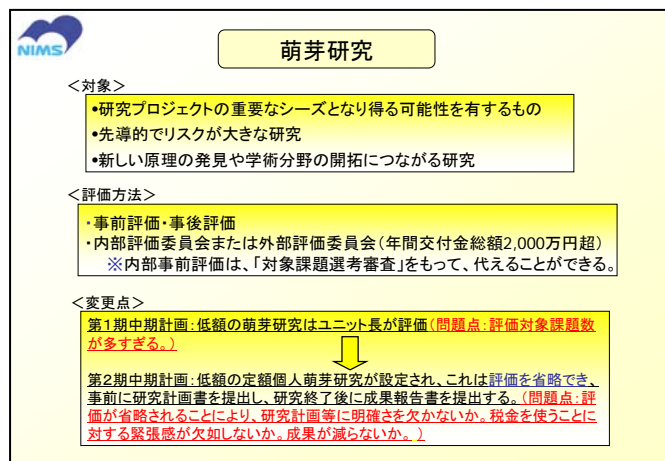 NIMS
萌芽研究
＜対象＞
•研究プロジェクトの重要なシーズとなり得る可能性を有するもの
•先導的でリスクが大きな研究
•新しい原理の発見や学術分野の開拓につながる研究
＜評価方法＞
・事前評価・事後評価
・内部評価委員会または外部評価委員会（年間交付金総額2,000万円超）
※内部事前評価は、「対象課題選考審査」をもって、代えることができる。
＜変更点＞
第１期中期計画：低額の萌芽研究はユニット長が評価（問題点：評価対象課題数
が多すぎる。）
第２期中期計画：低額の定額個人萌芽研究が設定され、これは評価を省略でき、
事前に研究計画書を提出し、研究終了後に成果報告書を提出する。（問題点：評
価が省略されることにより、研究計画等に明確さを欠かないか。税金を使うことに
対する緊張感が欠如しないか。成果が減らないか。）